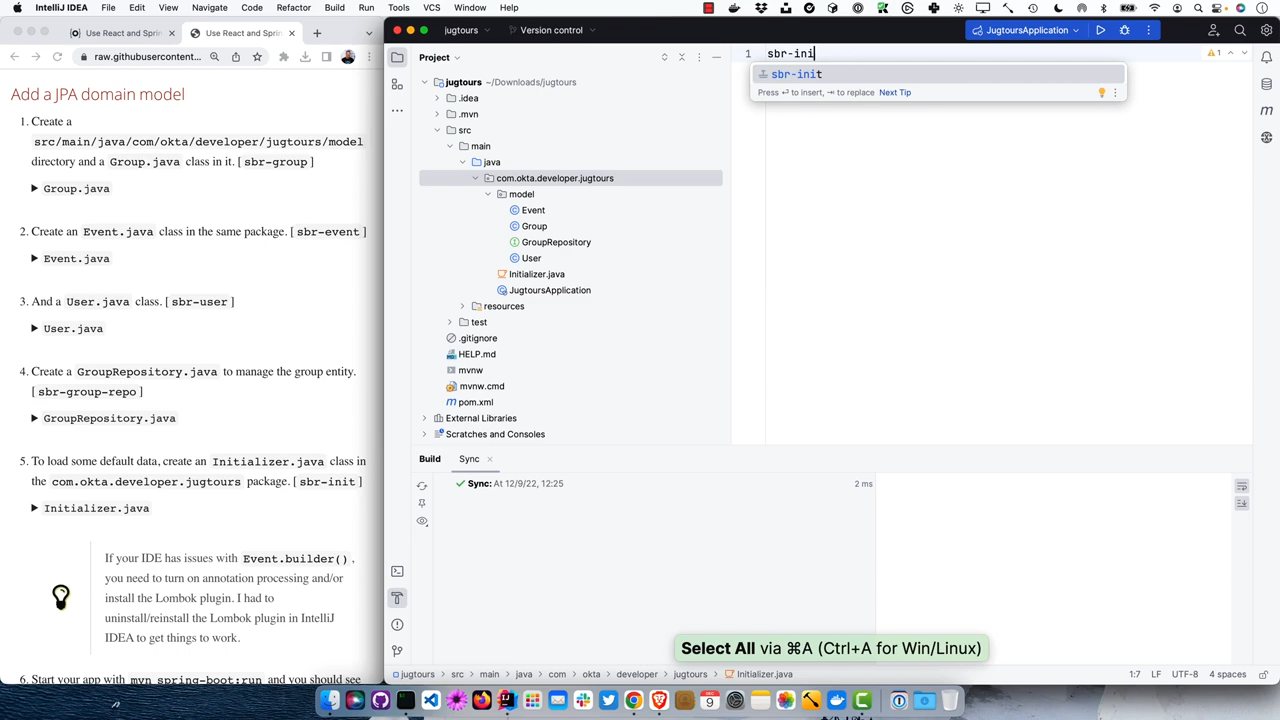 IntelliJ IDEA File Edit View Navigate Code Refactor Build Run Tools VCS Window Help
Use React and Sprin
Use React and Sprin
raw.githubusercontent...
Add a JPA domain model
1. Create a
src/main/java/com/okta/developer/jugtours/model
directory and a Group.java class in it. [ sbr-group ]
Group.java
2. Create an Event.java class in the same package. [ sbr-event ]
Event.java
3. And a User.java class. [ sbr-user ]
User.java
4. Create a GroupRepository.java to manage the group entity.
[ sbr-group-repo ]
GroupRepository.java
5. To load some default data, create an Initializer.java class in
the com.okta.developer.jugtours package. [ sbr-init ]
Initializer.java
If your IDE has issues with Event.builder() ,
you need to turn on annotation processing and/or
install the Lombok plugin. I had to
uninstall/reinstall the Lombok plugin in IntelliJ
IDEA to get things to work.
6. Start your app with mvn spring-boot:run and you should see
jugtours Version control JugtoursApplication
Project
jugtours ~/Downloads/jugtours
.idea
.mvn
src
main
java
com.okta.developer.jugtours
model
Event
Group
GroupRepository
User
Initializer.java
JugtoursApplication
resources
test
.gitignore
HELP.md
mvnw
mvnw.cmd
pom.xml
External Libraries
Scratches and Consoles
1 sbr-ini
1
sbr-init
Press ⏎ to insert, ⇥ to replace Next Tip
Build Sync
Sync: At 12/9/22, 12:25 2 ms
Select All via ⌘A (Ctrl+A for Win/Linux)
jugtours > src > main > java > com > okta > developer > jugtours > Initializer.java
1:7 LF UTF-8 4 spaces